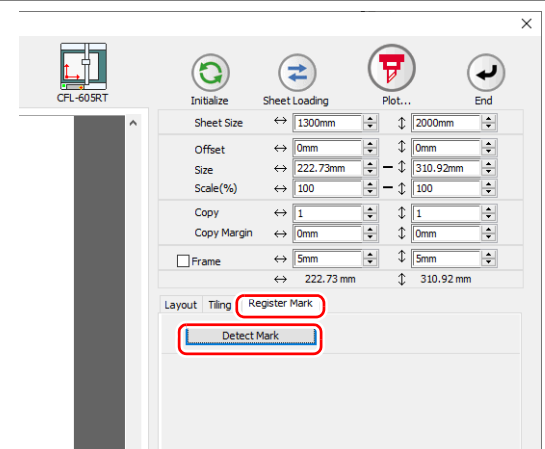 CFL-605RT
Initialize Sheet Loading Plot... End
Sheet Size ↔ 1300mm ↕ 2000mm
Offset ↔ 0mm ↕ 0mm
Size ↔ 222.73mm ↕ 310.92mm
Scale(%) ↔ 100 ↕ 100
Copy ↔ 1 ↕ 1
Copy Margin ↔ 0mm ↕ 0mm
Frame ↔ 5mm ↕ 5mm
↔ 222.73 mm ↕ 310.92 mm
Layout Tiling Register Mark
Detect Mark